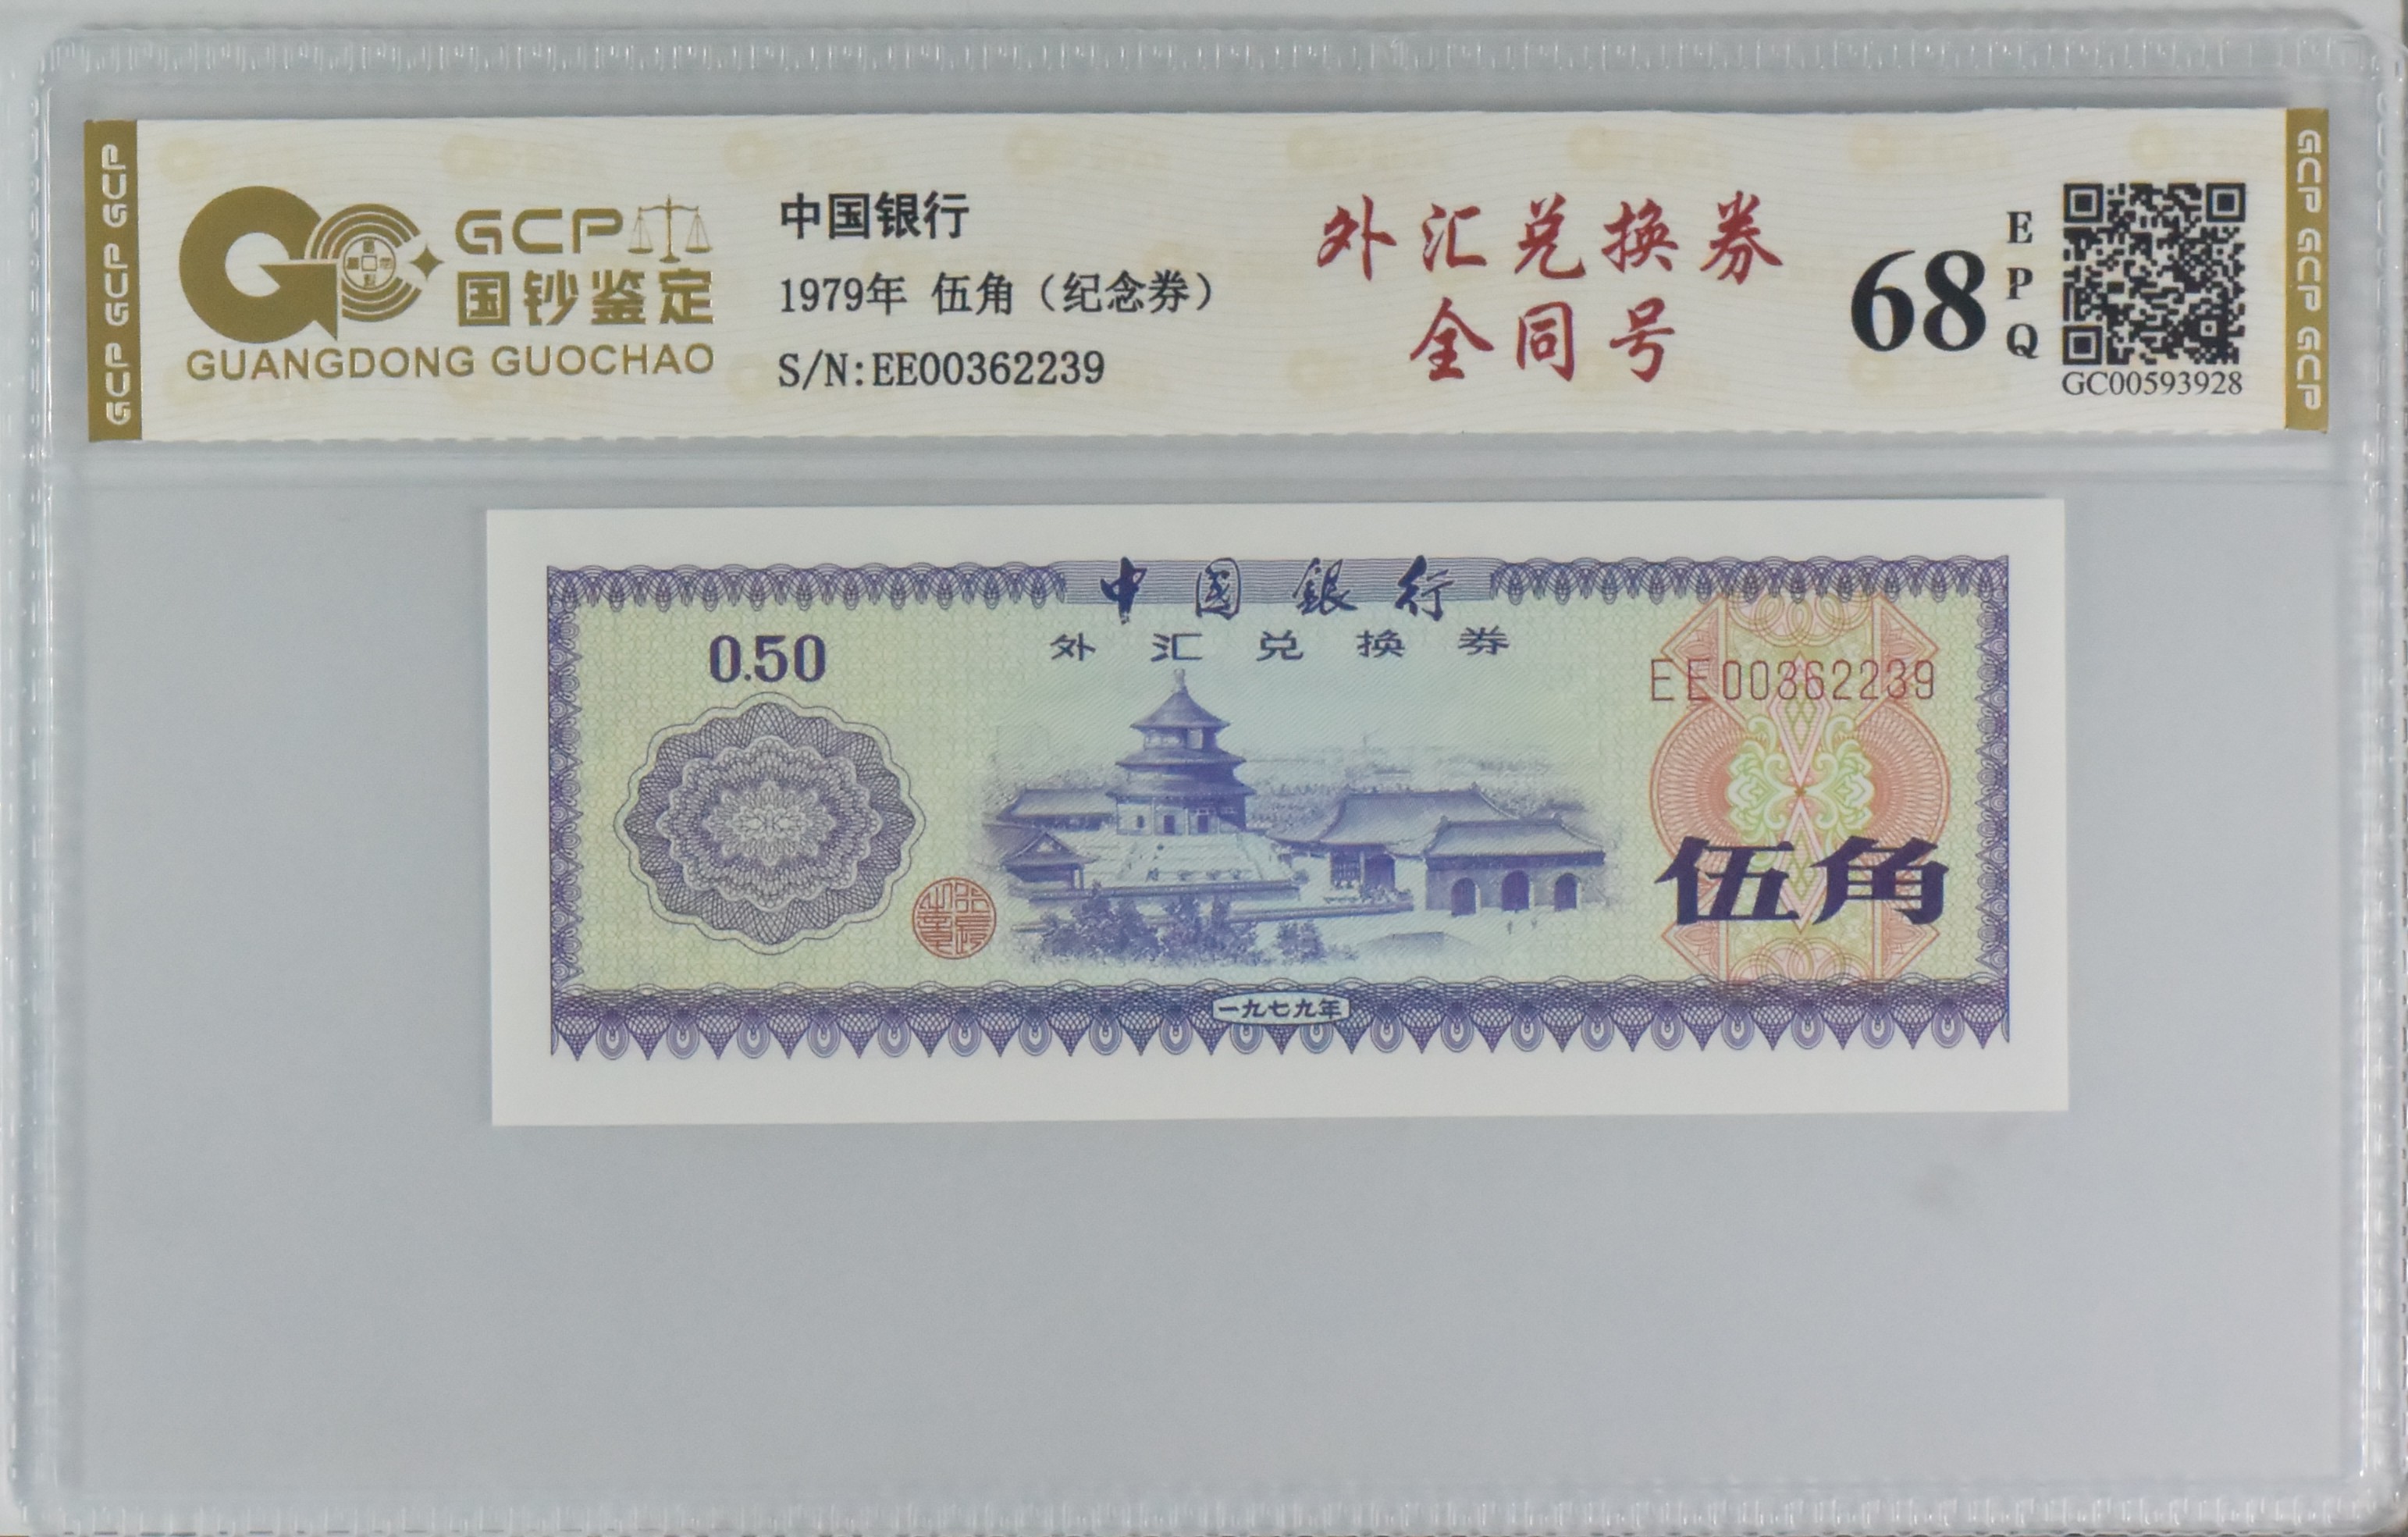 GCP
国钞鉴定
GUANGDONG GUOCHAO
中国银行
1979年 伍角（纪念券）
S/N:EE00362239
外汇兑换券
全同号
68
EPQ
GC00593928
GCP GCP GCP
GCP GCP GCP
中国銀行
外汇兑换券
0.50
EE00362239
伍角
一九七九年